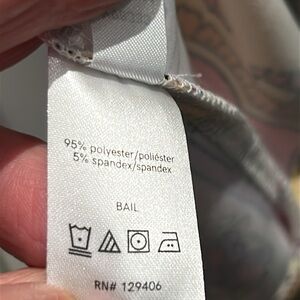 95% polyester/poliéster
5% spandex/spandex
BAIL
RN# 129406